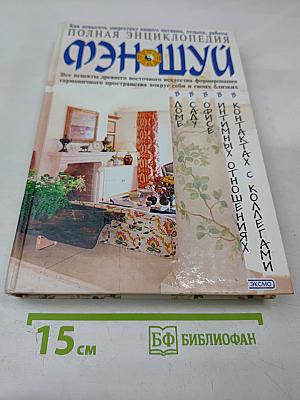 Как повысить энергетику вашего питания, отдыха, работы
ПОЛНАЯ ЭНЦИКЛОПЕДИЯ
ФЭН-ШУЙ
Все аспекты древнего восточного искусства формирования
гармоничного пространства вокруг себя и своих близких
В ДОМЕ
В САДУ
В ОФИСЕ
В ИНТИМНЫХ ОТНОШЕНИЯХ
В КОНТАКТАХ С КОЛЛЕГАМИ
ЭКСМО
15 см
БФ БИБЛИОФАН